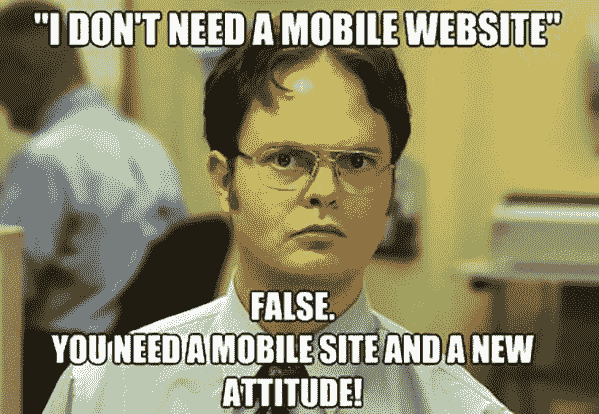 "I DON'T NEED A MOBILE WEBSITE"
FALSE.
YOU NEED A MOBILE SITE AND A NEW
ATTITUDE!